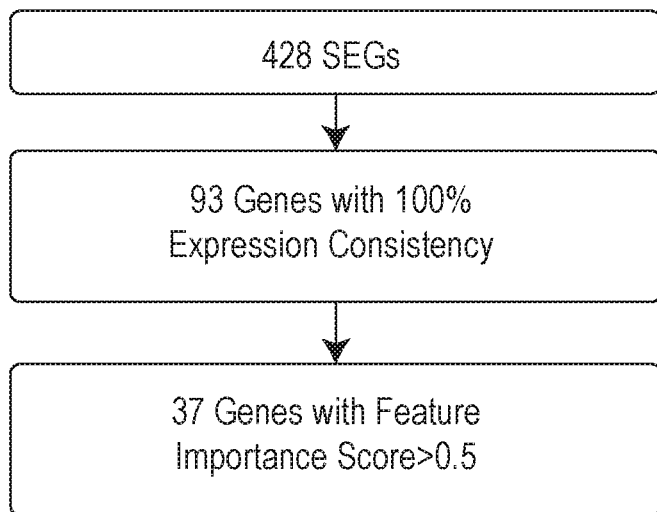 428 SEGs
93 Genes with 100%
Expression Consistency
37 Genes with Feature
Importance Score>0.5